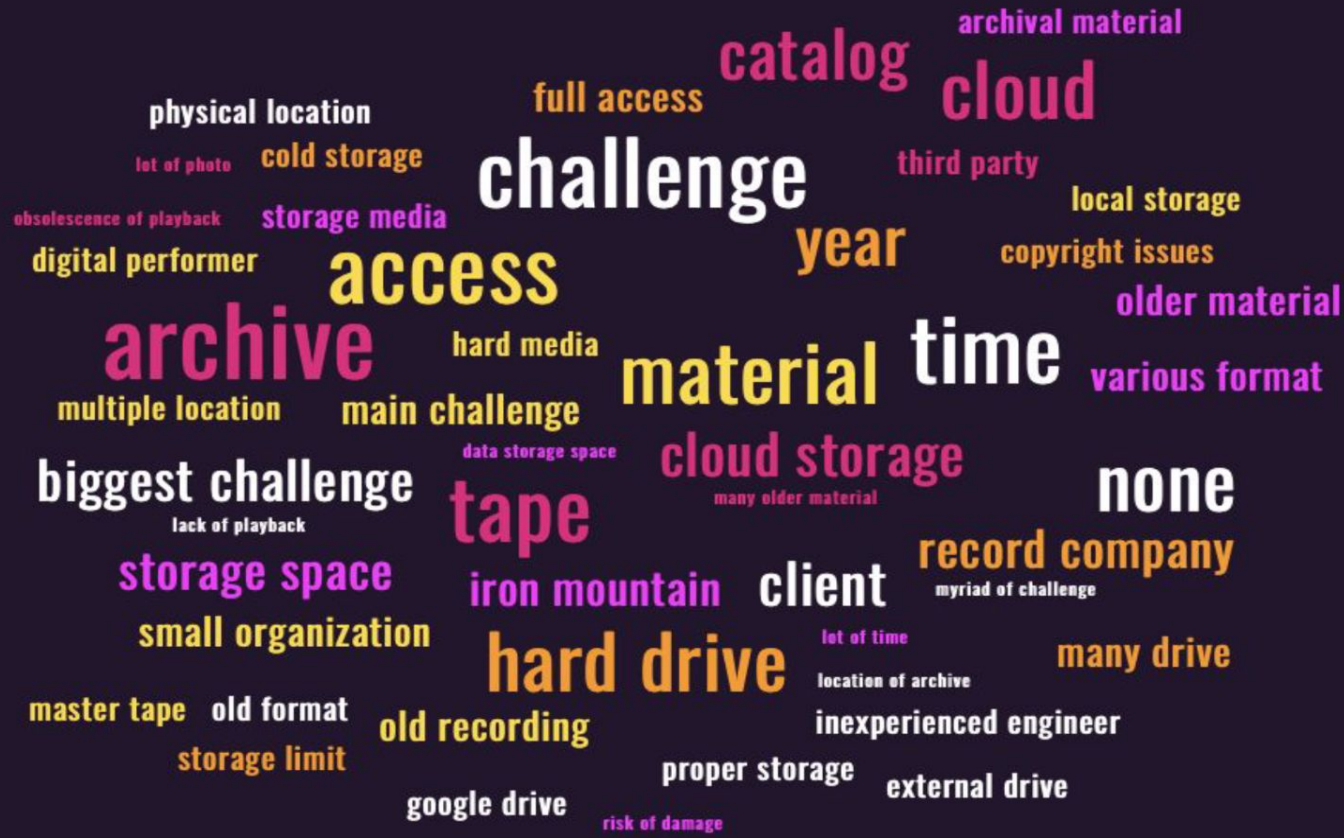 archival material
catalog
cloud
full access
physical location
challenge
lot of photo
cold storage
third party
local storage
obsolescence of playback
storage media
year
copyright issues
digital performer
access
older material
archive
hard media
material
time
various format
multiple location
main challenge
data storage space
cloud storage
biggest challenge
none
many older material
tape
lack of playback
record company
storage space
iron mountain
client
myriad of challenge
small organization
lot of time
hard drive
many drive
location of archive
master tape
old format
old recording
inexperienced engineer
storage limit
proper storage
external drive
google drive
risk of damage